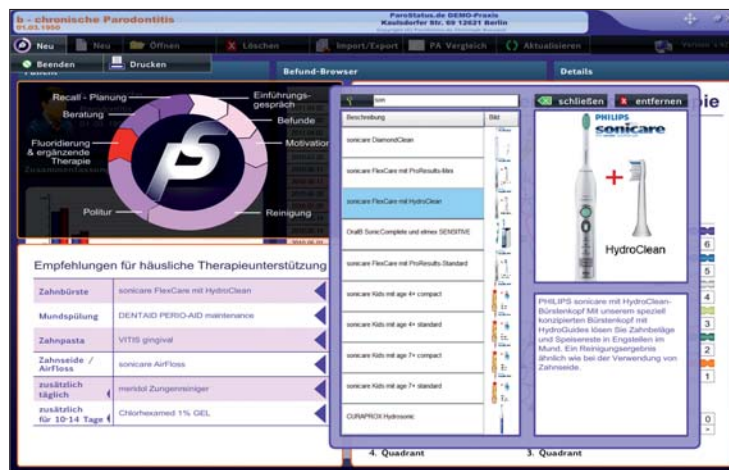 b - chronische Parodontitis
01.03.1950
ParoStatus.de DEMO-Praxis
Kaulsdorfer Str. 69 12621 Berlin
Neu
Neu
Öffnen
Löschen
Import/Export
PA Vergleich
Aktualisieren
Beenden
Drucken
Befund-Browser
Details
Recall - Planung
Einführungs-
gespräch
Beratung
Befunde
Fluoridierung
& ergänzende
Therapie
Motivation
Politur
Reinigung
Empfehlungen für häusliche Therapieunterstützung
Zahnbürste
sonicare FlexCare mit HydroClean
Mundspülung
DENTAID PERIO-AID maintenance
Zahnpasta
VITIS gingival
Zahnseide /
Airfloss
sonicare AirFloss
zusätzlich
täglich
meridol Zungenreiniger
zusätzlich
für 10-14 Tage
Chlorhexamed 1% GEL
son
Beschreibung
Bild
sonicare DiamondClean
sonicare FlexCare mit ProResults-Mini
sonicare FlexCare mit HydroClean
OralB SonicComplete und elmex SENSITIVE
sonicare FlexCare mit ProResults-Standard
sonicare Kids mit age 4+ compact
sonicare Kids mit age 4+ standard
sonicare Kids mit age 7+ compact
sonicare Kids mit age 7+ standard
CURAPROX Hydrosonic
schließen
entfernen
PHILIPS
sonicare
+
HydroClean
PHILIPS sonicare mit HydroClean-
Bürstenkopf Mit unserem speziell
konzipierten Bürstenkopf mit
HydroGuides lösen Sie Zahnbeläge
und Speisereste in Engstellen im
Mund. Ein Reinigungsergebnis
ähnlich wie bei der Verwendung von
Zahnseide.
pie
6
5
4
3
2
1
0
4. Quadrant
3. Quadrant